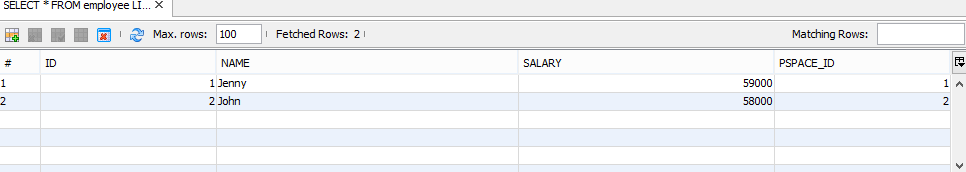 SELECT * FROM employee LI... ×
Max. rows: 100 Fetched Rows: 2 Matching Rows:
# ID NAME SALARY PSPACE_ID
1 1 Jenny 59000 1
2 2 John 58000 2